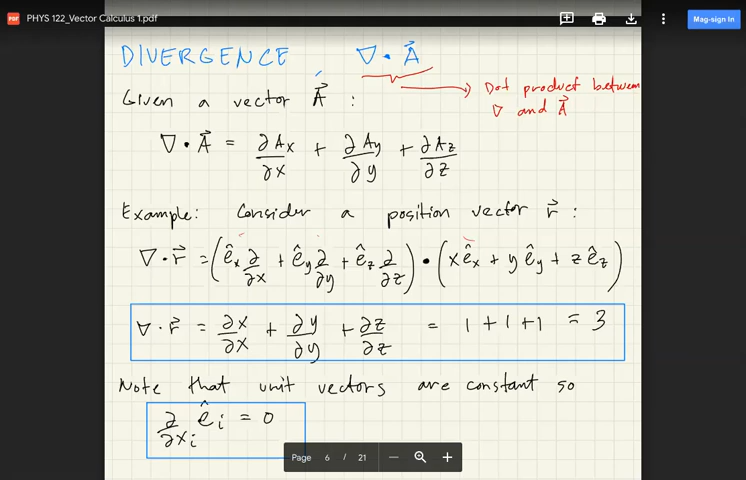 PDF PHYS 122_Vector Calculus 1.pdf Mag-sign In
DIVERGENCE ∇ • A⃗
Dot product between
∇ and A⃗
Given a vector A⃗ :
∇ • A⃗ = ∂Ax/∂x + ∂Ay/∂y + ∂Az/∂z
Example: Consider a position vector r⃗ :
∇ • r⃗ = (êx ∂/∂x + êy ∂/∂y + êz ∂/∂z) • (x êx + y êy + z êz)
∇ • r⃗ = ∂x/∂x + ∂y/∂y + ∂z/∂z = 1 + 1 + 1 = 3
Note that unit vectors are constant so
∂/∂xi êi = 0
Page 6 / 21